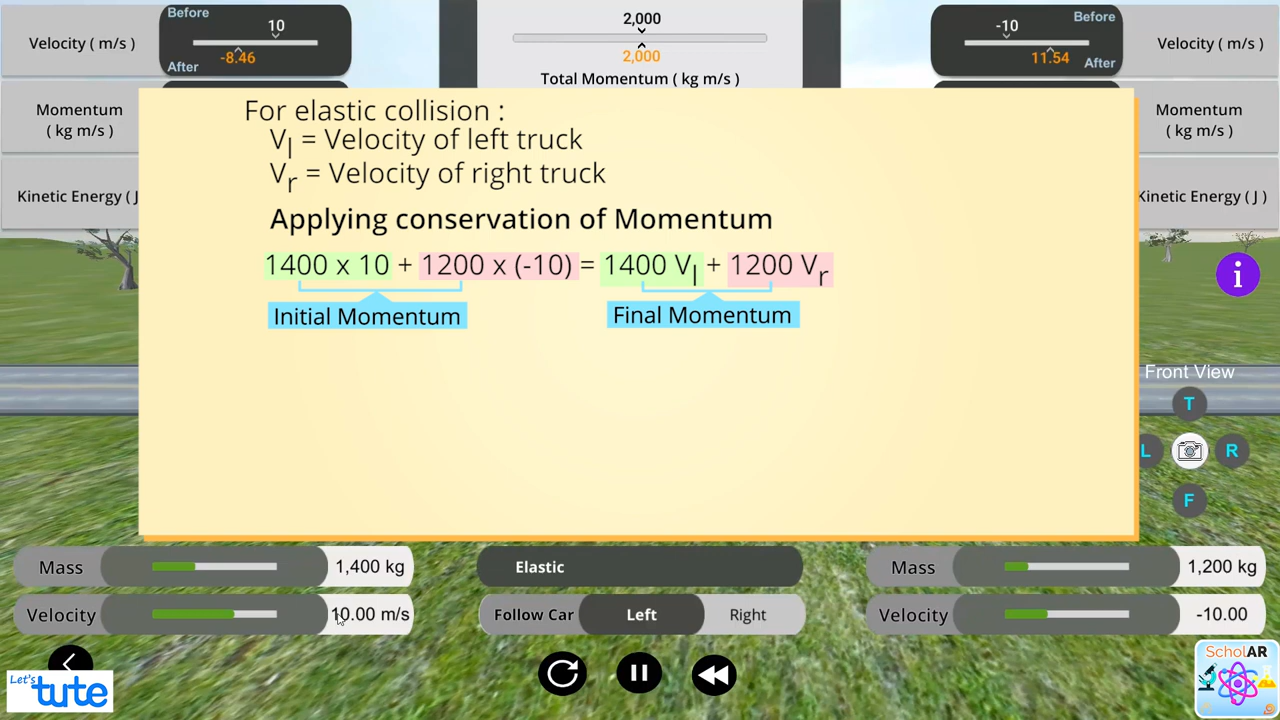 Velocity ( m/s )
Before
10
-8.46
After
2,000
2,000
Total Momentum ( kg m/s )
-10
Before
11.54
After
Velocity ( m/s )
Momentum
( kg m/s )
Momentum
( kg m/s )
Kinetic Energy ( J
Kinetic Energy ( J )
For elastic collision :
Vl = Velocity of left truck
Vr = Velocity of right truck
Applying conservation of Momentum
1400 x 10 + 1200 x (-10) = 1400 Vl + 1200 Vr
Initial Momentum
Final Momentum
i
Front View
T
L
R
F
Mass
1,400 kg
Elastic
Mass
1,200 kg
Velocity
10.00 m/s
Follow Car
Left
Right
Velocity
-10.00
Let's
tute
ScholAR